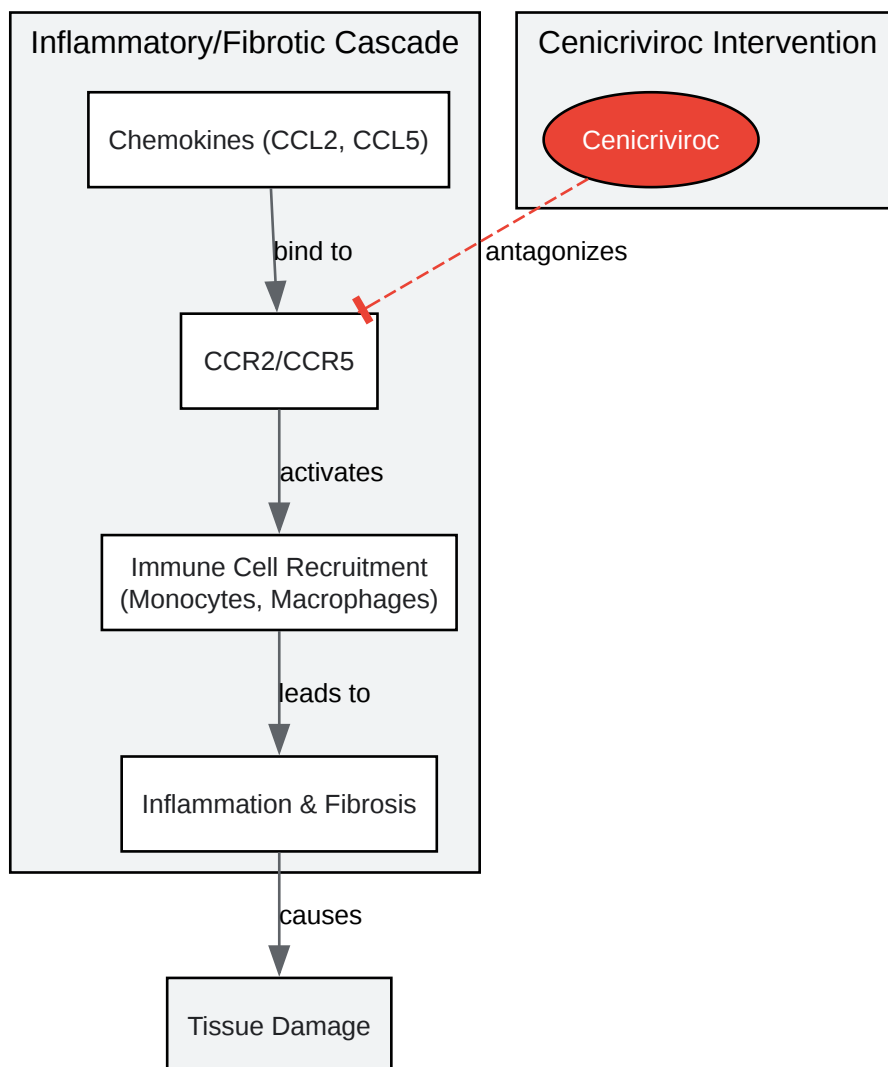 Inflammatory/Fibrotic Cascade
Cenicriviroc Intervention
Chemokines (CCL2, CCL5)
Cenicriviroc
bind to
antagonizes
CCR2/CCR5
activates
Immune Cell Recruitment
(Monocytes, Macrophages)
leads to
Inflammation & Fibrosis
causes
Tissue Damage